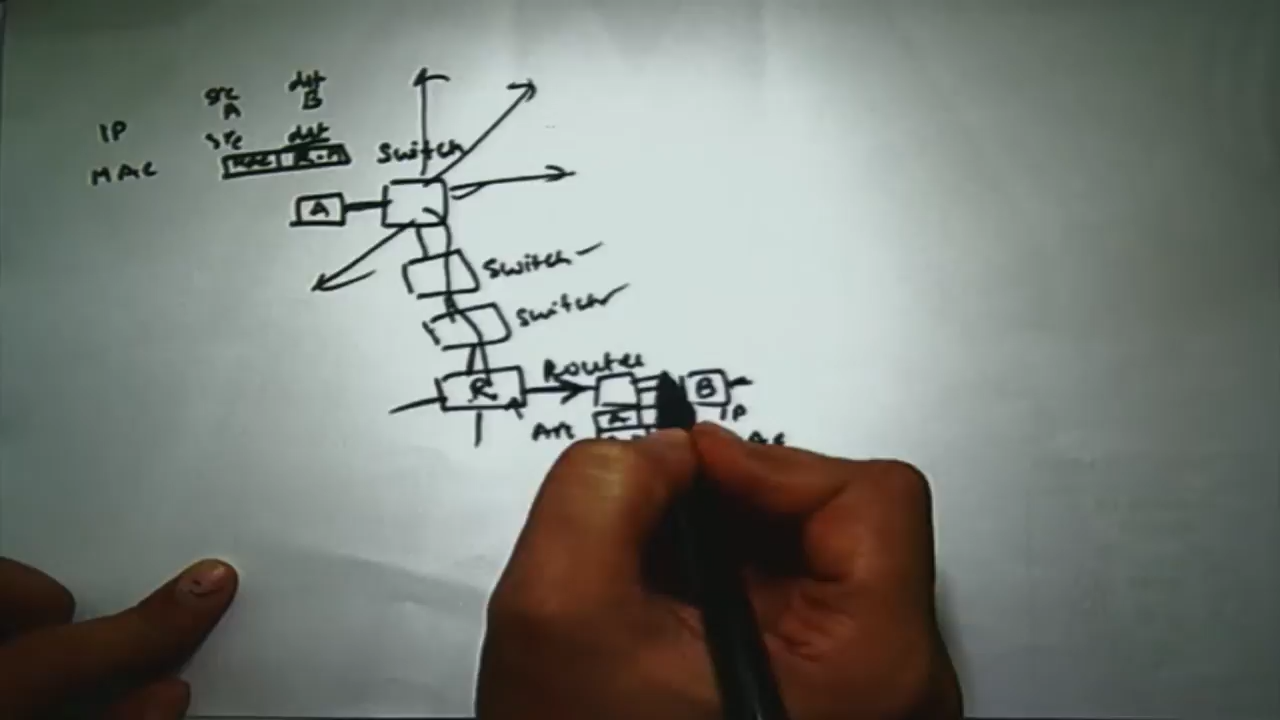 src dst
A B
IP
src dst
MAC
Switch
A
Switch
Switch
Router
R
B
A
IP